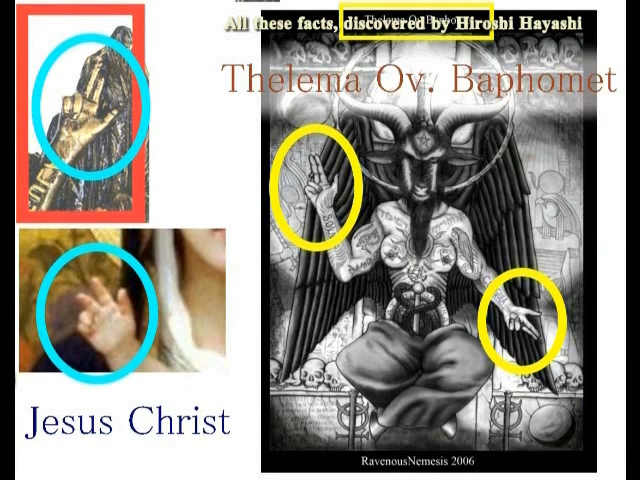 All these facts, discovered by Hiroshi Hayashi
Thelema Ov. Baphomet
Jesus Christ
RavenousNemesis 2006